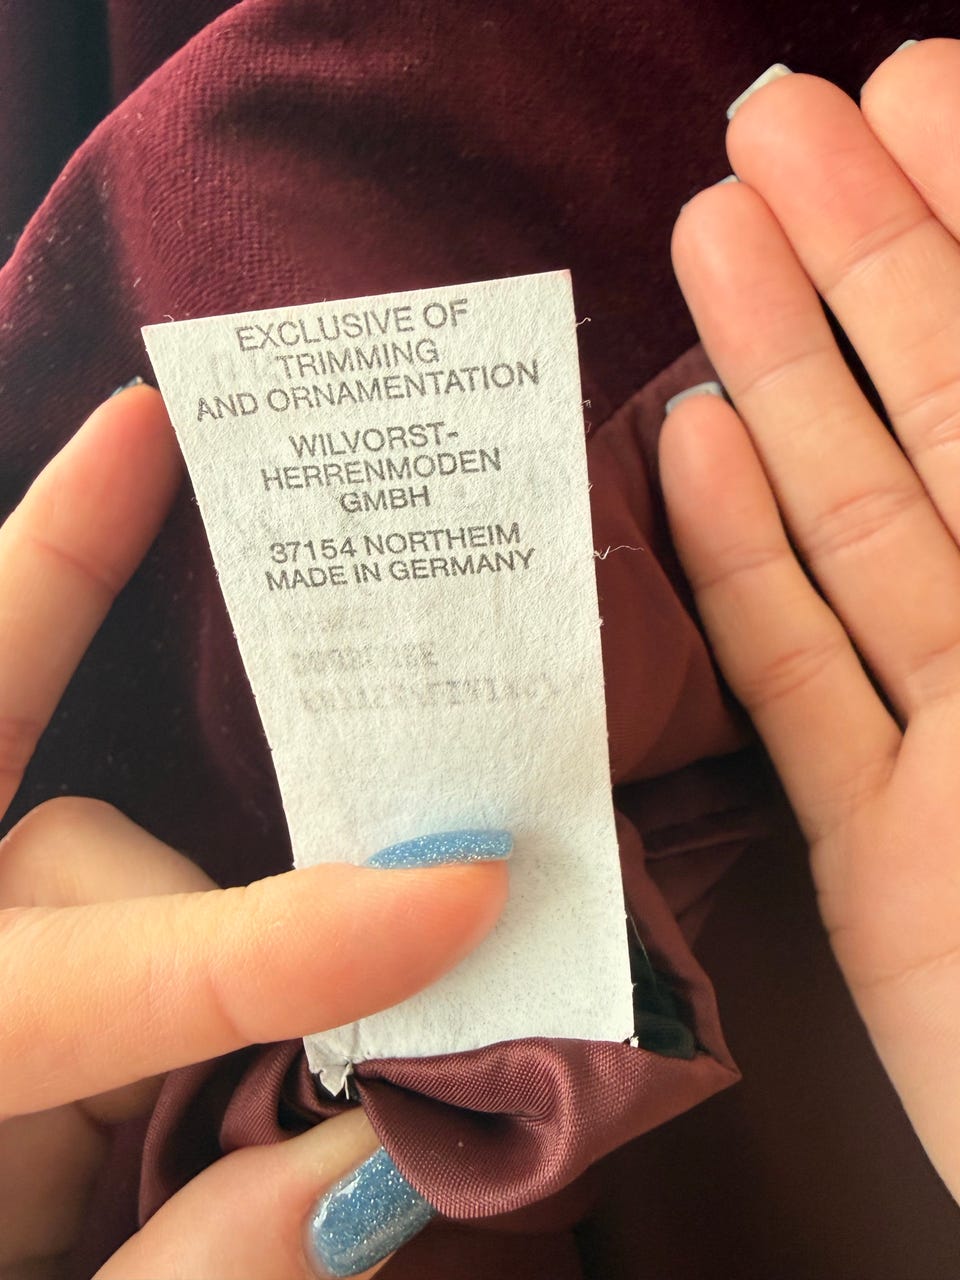 EXCLUSIVE OF
TRIMMING
AND ORNAMENTATION
WILVORST-
HERRENMODEN
GMBH
37154 NORTHEIM
MADE IN GERMANY